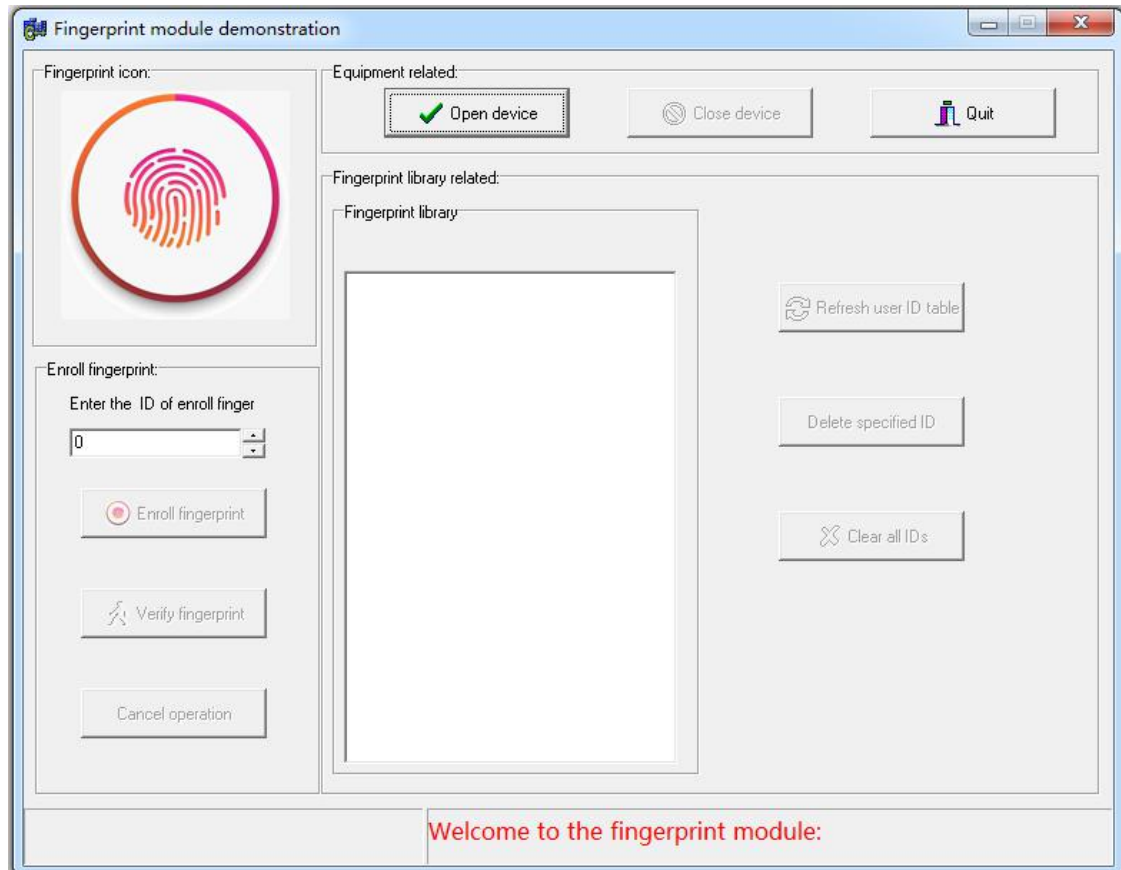 Fingerprint module demonstration
Fingerprint icon:
Equipment related:
Open device
Close device
Quit
Fingerprint library related:
Fingerprint library
Refresh user ID table
Enroll fingerprint:
Enter the ID of enroll finger
0
Delete specified ID
Enroll fingerprint
Clear all IDs
Verify fingerprint
Cancel operation
Welcome to the fingerprint module: